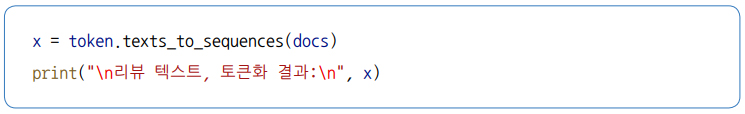 x = token.texts_to_sequences(docs)
print("\n리뷰 텍스트, 토큰화 결과:\n", x)